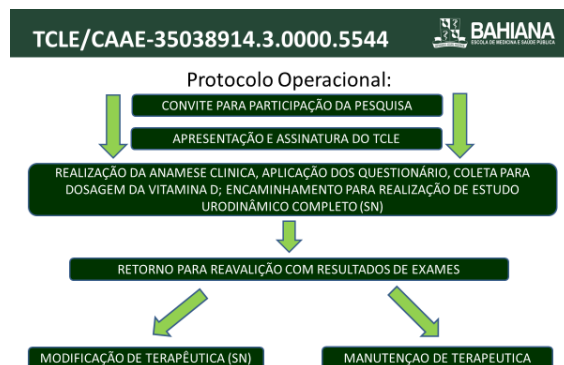 TCLE/CAAE-35038914.3.0000.5544
BAHIANA
ESCOLA DE MEDICINA E SAÚDE PÚBLICA
Protocolo Operacional:
CONVITE PARA PARTICIPAÇÃO DA PESQUISA
APRESENTAÇÃO E ASSINATURA DO TCLE
REALIZAÇÃO DA ANAMESE CLINICA, APLICAÇÃO DOS QUESTIONÁRIO, COLETA PARA
DOSAGEM DA VITAMINA D; ENCAMINHAMENTO PARA REALIZAÇÃO DE ESTUDO
URODINÂMICO COMPLETO (SN)
RETORNO PARA REAVALIÇÃO COM RESULTADOS DE EXAMES
MODIFICAÇÃO DE TERAPÊUTICA (SN)
MANUTENÇAO DE TERAPEUTICA